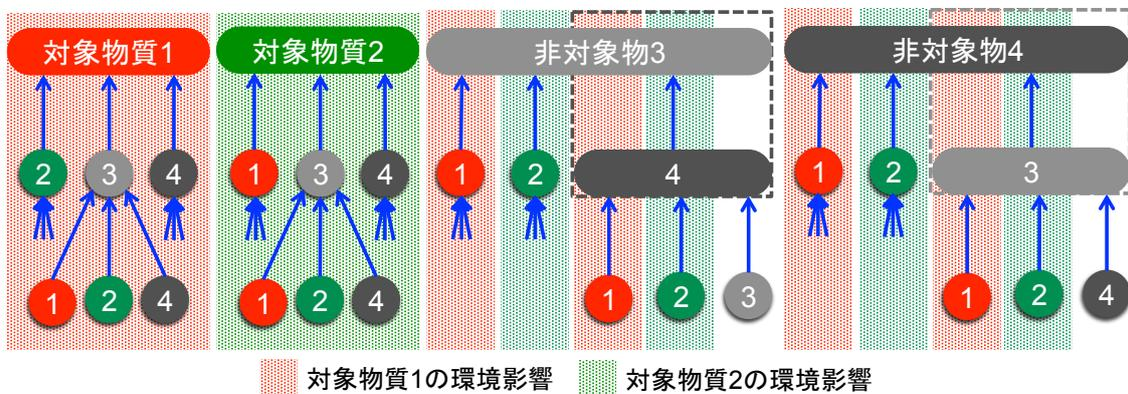 対象物質1 対象物質2 非対象物3 非対象物4
2 3 4 1 3 4 1 2 4 1 2 3
1 2 4 1 2 4 1 2 3 1 2 4
対象物質1の環境影響 対象物質2の環境影響